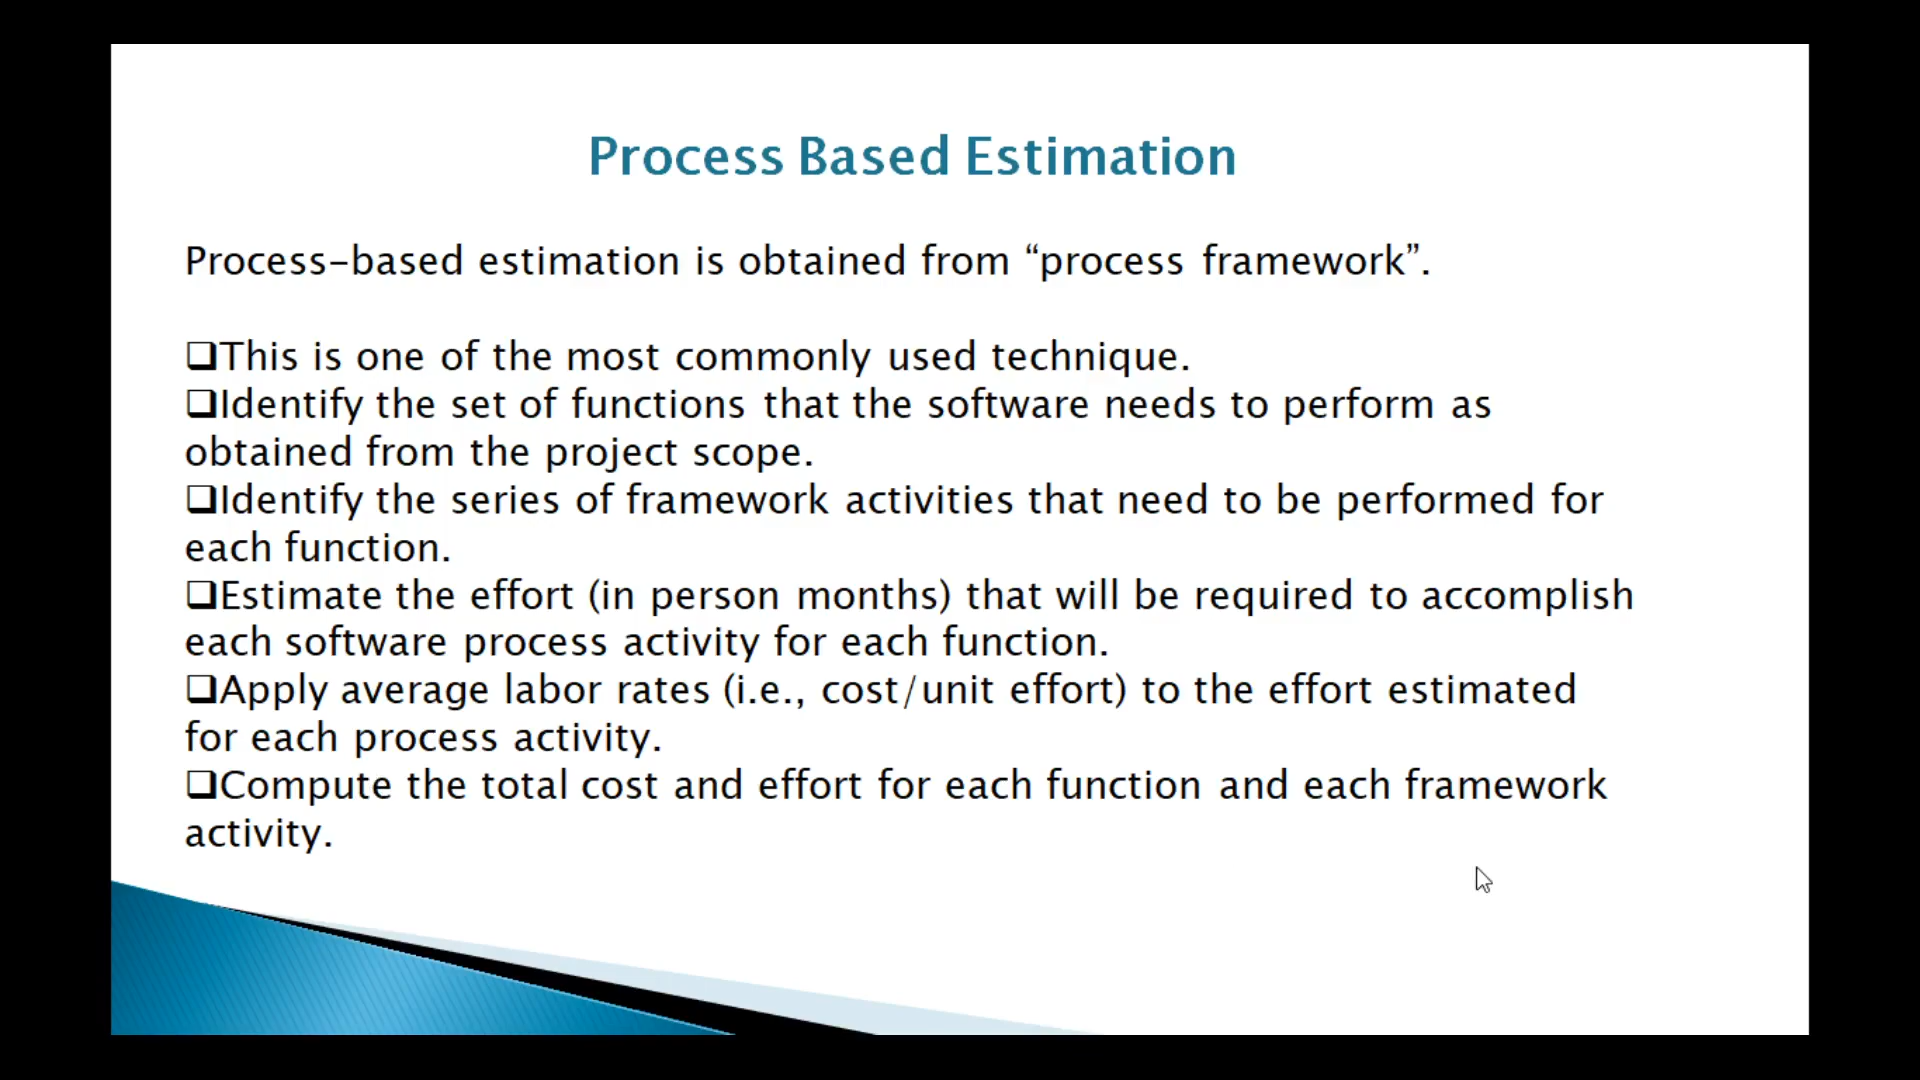 Process Based Estimation
Process-based estimation is obtained from “process framework”.
❑This is one of the most commonly used technique.
❑Identify the set of functions that the software needs to perform as
obtained from the project scope.
❑Identify the series of framework activities that need to be performed for
each function.
❑Estimate the effort (in person months) that will be required to accomplish
each software process activity for each function.
❑Apply average labor rates (i.e., cost/unit effort) to the effort estimated
for each process activity.
❑Compute the total cost and effort for each function and each framework
activity.